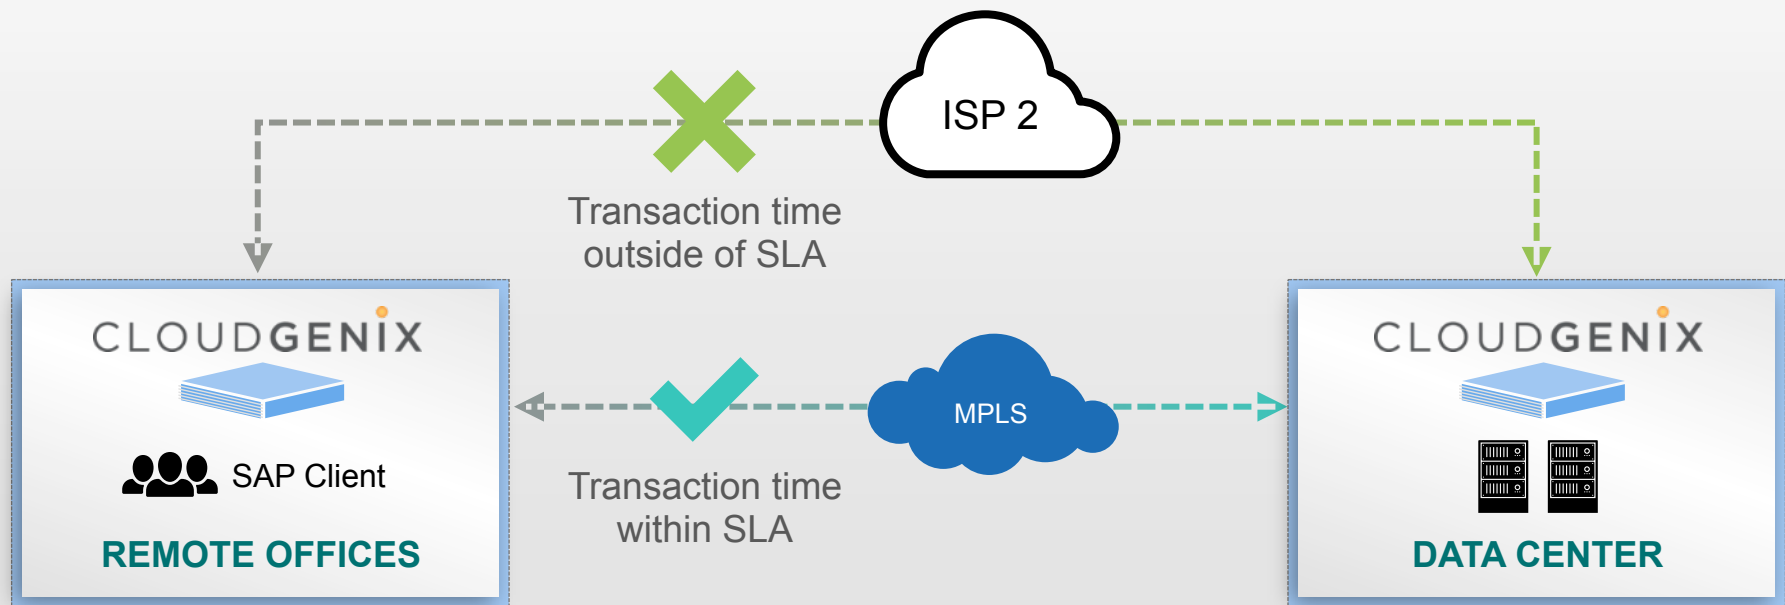 ISP 2
Transaction time
outside of SLA
CLOUDGENIX
CLOUDGENIX
MPLS
SAP Client
Transaction time
within SLA
REMOTE OFFICES
DATA CENTER